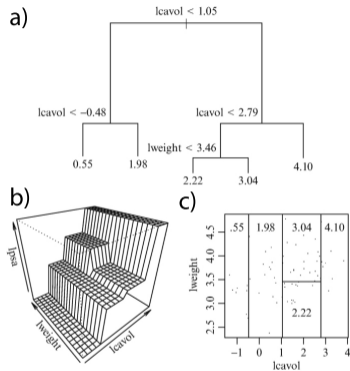 a)
lcavol < 1.05
lcavol < −0.48
lcavol < 2.79
lweight < 3.46
0.55
1.98
4.10
2.22
3.04
b)
lpsa
lweight
lcavol
c)
.55 1.98 3.04 4.10
2.22
lweight
4.5
4.0
3.5
3.0
2.5
−1 0 1 2 3 4
lcavol